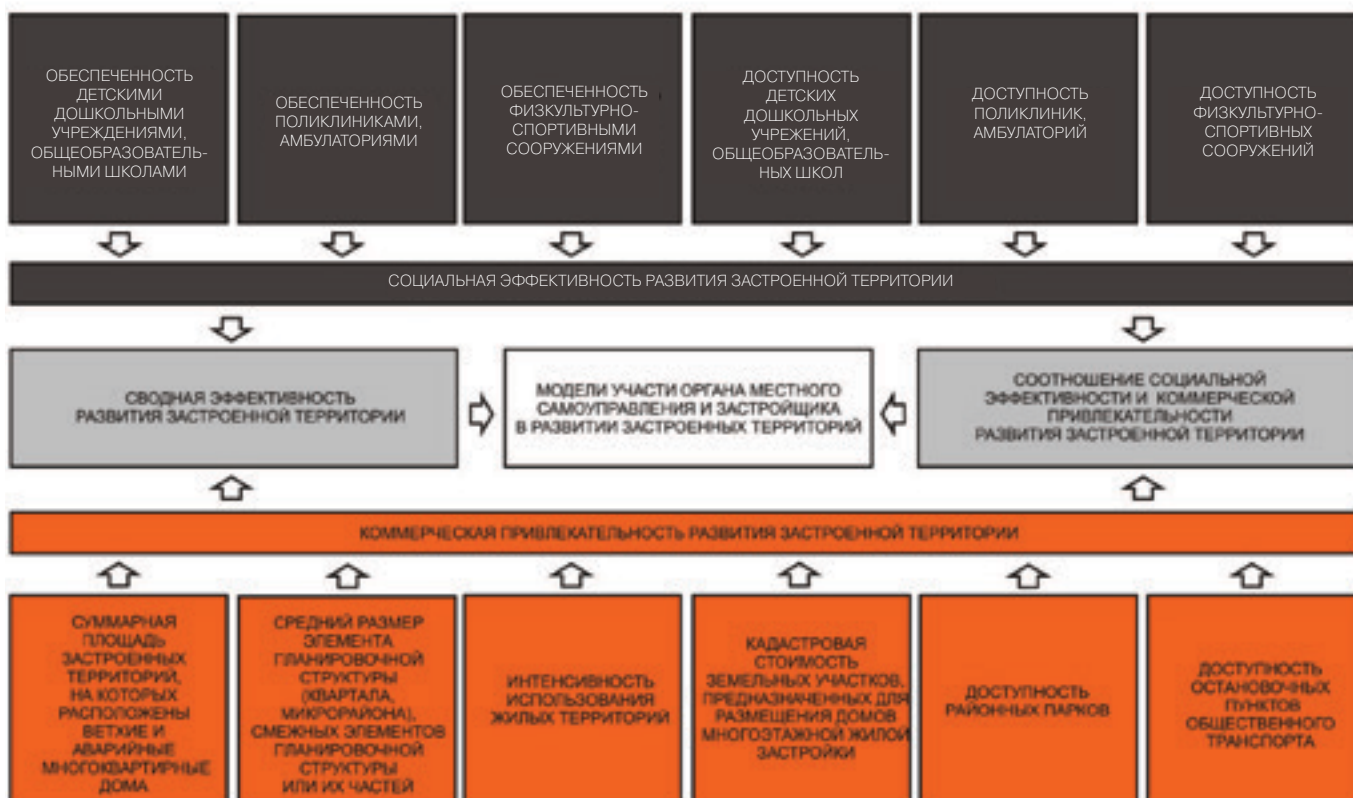 ОБЕСПЕЧЕННОСТЬ
ДЕТСКИМИ
ДОШКОЛЬНЫМИ
УЧРЕЖДЕНИЯМИ,
ОБЩЕОБРАЗОВАТЕЛЬ-
НЫМИ ШКОЛАМИ
ОБЕСПЕЧЕННОСТЬ
ПОЛИКЛИНИКАМИ,
АМБУЛАТОРИЯМИ
ОБЕСПЕЧЕННОСТЬ
ФИЗКУЛЬТУРНО-
СПОРТИВНЫМИ
СООРУЖЕНИЯМИ
ДОСТУПНОСТЬ
ДЕТСКИХ
ДОШКОЛЬНЫХ
УЧРЕЖЕНИЙ,
ОБЩЕОБРАЗОВАТЕЛЬ-
НЫХ ШКОЛ
ДОСТУПНОСТЬ
ПОЛИКЛИНИК,
АМБУЛАТОРИЙ
ДОСТУПНОСТЬ
ФИЗКУЛЬТУРНО-
СПОРТИВНЫХ
СООРУЖЕНИЙ
СОЦИАЛЬНАЯ ЭФФЕКТИВНОСТЬ РАЗВИТИЯ ЗАСТРОЕННОЙ ТЕРРИТОРИИ
СВОДНАЯ ЭФФЕКТИВНОСТЬ
РАЗВИТИЯ ЗАСТРОЕННОЙ ТЕРРИТОРИИ
МОДЕЛИ УЧАСТИ ОРГАНА МЕСТНОГО
САМОУПРАВЛЕНИЯ И ЗАСТРОЙЩИКА
В РАЗВИТИИ ЗАСТРОЕННЫХ ТЕРРИТОРИЙ
СООТНОШЕНИЕ СОЦИАЛЬНОЙ
ЭФФЕКТИВНОСТИ И КОММЕРЧЕСКОЙ
ПРИВЛЕКАТЕЛЬНОСТИ
РАЗВИТИЯ ЗАСТРОЕННОЙ ТЕРРИТОРИИ
КОММЕРЧЕСКАЯ ПРИВЛЕКАТЕЛЬНОСТЬ РАЗВИТИЯ ЗАСТРОЕННОЙ ТЕРРИТОРИИ
СУММАРНАЯ
ПЛОЩАДЬ
ЗАСТРОЕННЫХ
ТЕРРИТОРИЙ,
НА КОТОРЫХ
РАСПОЛОЖЕНЫ
ВЕТХИЕ И
АВАРИЙНЫЕ
МНОГОКВАРТИРНЫЕ
ДОМА
СРЕДНИЙ РАЗМЕР
ЭЛЕМЕНТА
ПЛАНИРОВОЧНОЙ
СТРУКТУРЫ
(КВАРТАЛА,
МИКРОРАЙОНА),
СМЕЖНЫХ ЭЛЕМЕНТОВ
ПЛАНИРОВОЧНОЙ
СТРУКТУРЫ
ИЛИ ИХ ЧАСТЕЙ
ИНТЕНСИВНОСТЬ
ИСПОЛЬЗОВАНИЯ
ЖИЛЫХ ТЕРРИТОРИЙ
КАДАСТРОВАЯ
СТОИМОСТЬ
ЗЕМЕЛЬНЫХ УЧАСТКОВ,
ПРЕДНАЗНАЧЕННЫХ ДЛЯ
РАЗМЕЩЕНИЯ ДОМОВ
МНОГОЭТАЖНОЙ ЖИЛОЙ
ЗАСТРОЙКИ
ДОСТУПНОСТЬ
РАЙОННЫХ ПАРКОВ
ДОСТУПНОСТЬ
ОСТАНОВОЧНЫХ
ПУНКТОВ
ОБЩЕСТВЕННОГО
ТРАНСПОРТА